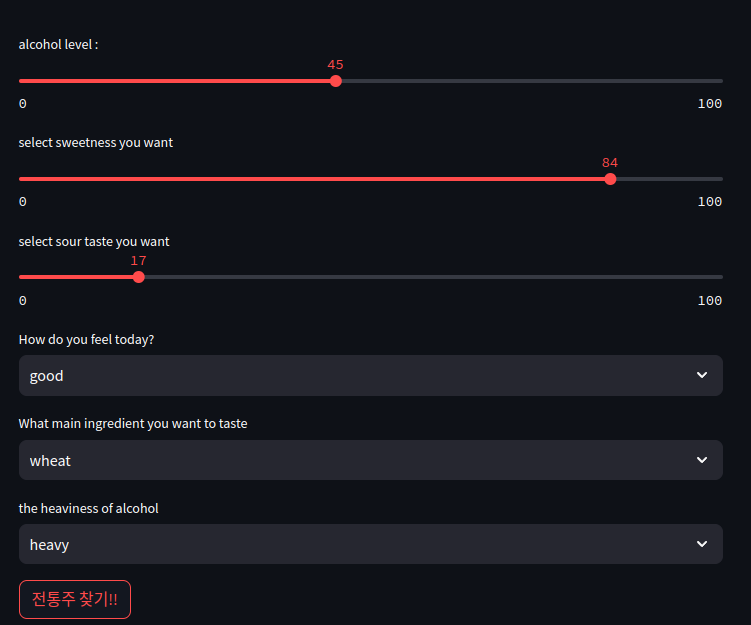 alcohol level :
45
0 100
select sweetness you want
84
0 100
select sour taste you want
17
0 100
How do you feel today?
good
What main ingredient you want to taste
wheat
the heaviness of alcohol
heavy
전통주 찾기!!